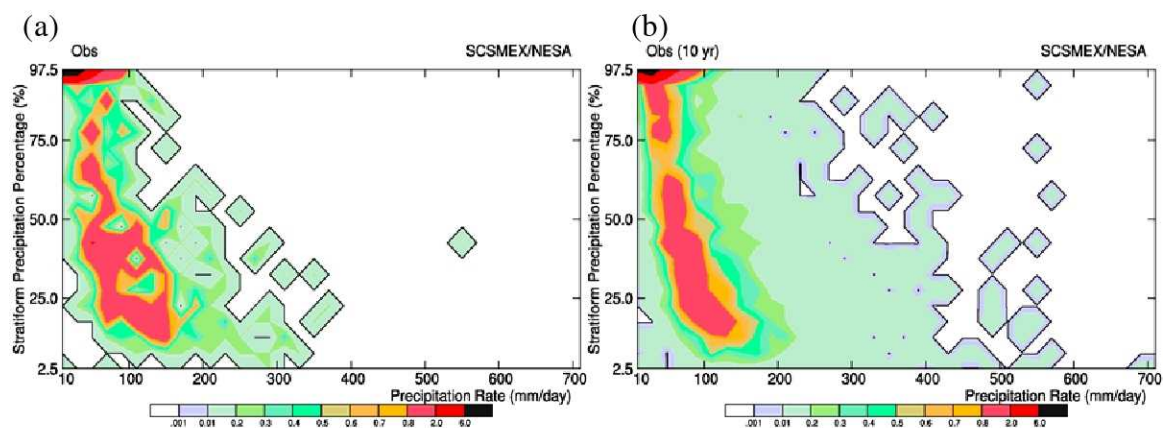 (a)
Obs SCSMEX/NESA
97.5
75.0
50.0
25.0
2.5
Stratiform Precipitation Percentage (%)
10 100 200 300 400 500 600 700
Precipitation Rate (mm/day)
.001 0.01 0.2 0.3 0.4 0.5 0.6 0.7 0.8 2.0 6.0
(b)
Obs (10 yr) SCSMEX/NESA
97.5
75.0
50.0
25.0
2.5
Stratiform Precipitation Percentage (%)
10 100 200 300 400 500 600 700
Precipitation Rate (mm/day)
.001 0.01 0.2 0.3 0.4 0.5 0.6 0.7 0.8 2.0 6.0